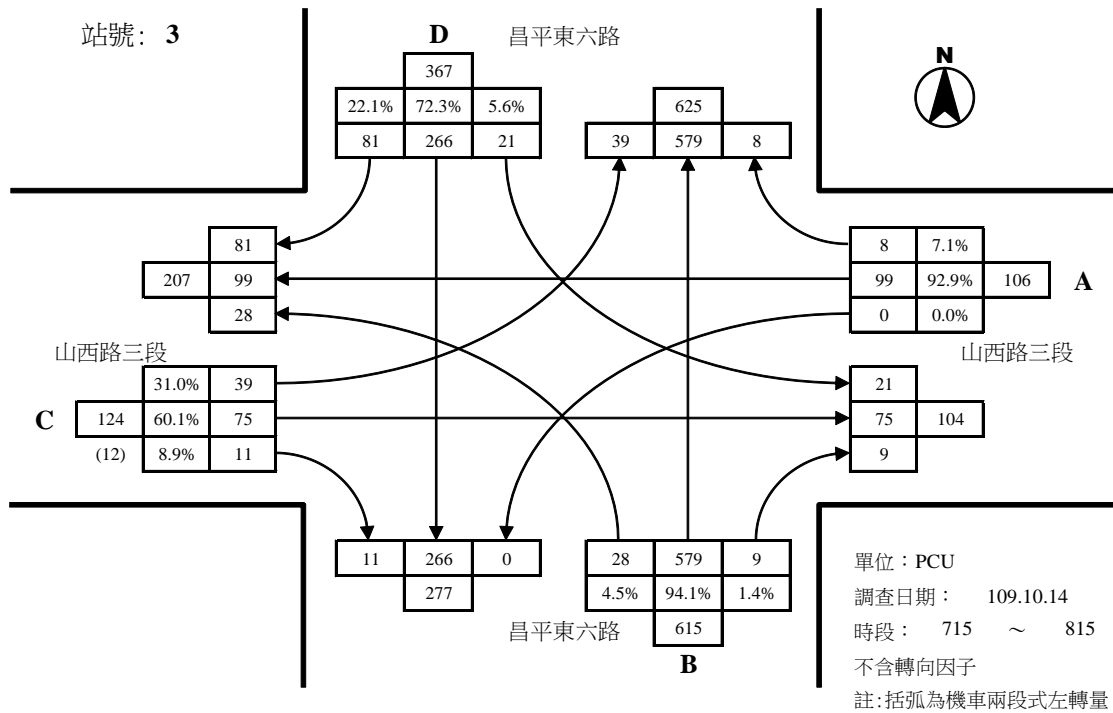 站號: 3
D 昌平東六路
367
22.1% 72.3% 5.6%
81 266 21
625
39 579 8
N
81
207 99
28
8 7.1%
99 92.9% 106
0 0.0%
A
山西路三段
山西路三段
31.0% 39
C 124 60.1% 75
(12) 8.9% 11
21
75 104
9
11 266 0
277
28 579 9
4.5% 94.1% 1.4%
615
昌平東六路
B
單位：PCU
調查日期： 109.10.14
時段： 715 ～ 815
不含轉向因子
註:括弧為機車兩段式左轉量